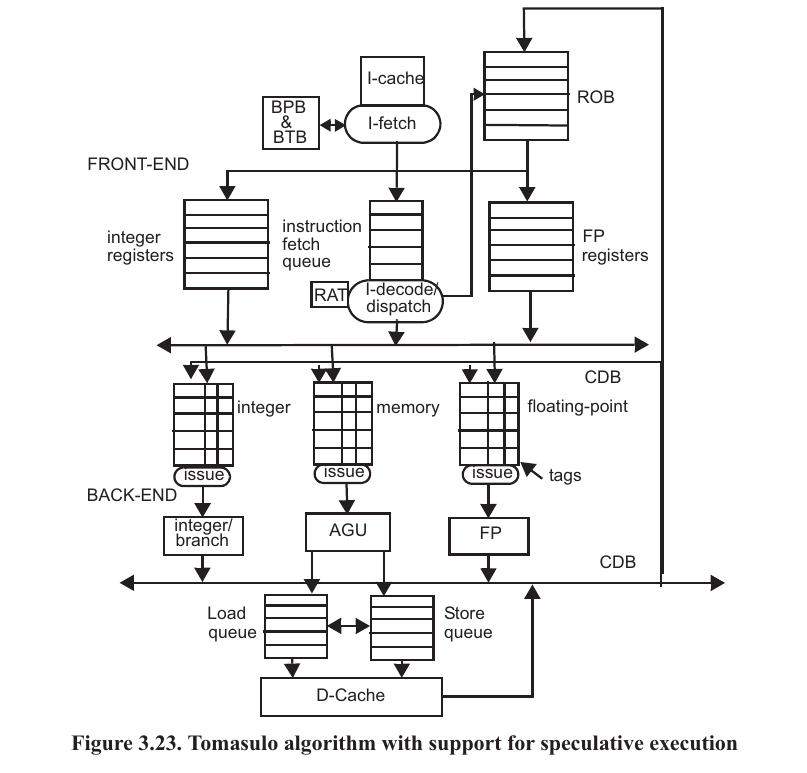 I-cache
ROB
BPB
&
BTB
I-fetch
FRONT-END
integer
registers
instruction
fetch
queue
FP
registers
RAT
I-decode/
dispatch
CDB
integer
memory
floating-point
issue
issue
issue
tags
BACK-END
integer/
branch
AGU
FP
CDB
Load
queue
Store
queue
D-Cache
Figure 3.23. Tomasulo algorithm with support for speculative execution